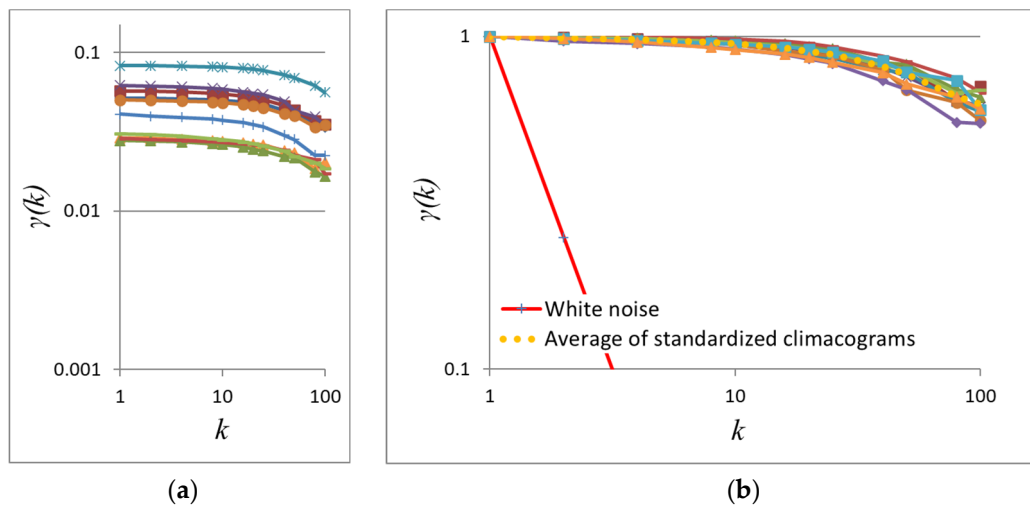 0.1
0.01
0.001
γ(k)
1
10
100
k
(a)
1
0.1
γ(k)
White noise
Average of standardized climacograms
1
10
100
k
(b)